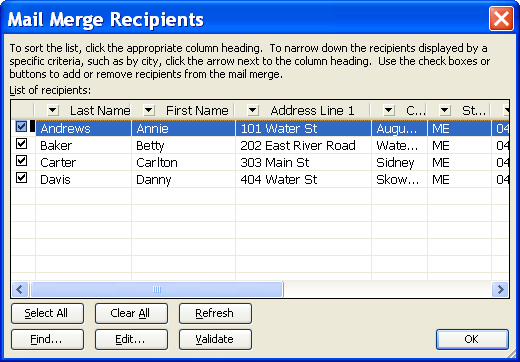 Mail Merge Recipients
To sort the list, click the appropriate column heading. To narrow down the recipients displayed by a
specific criteria, such as by city, click the arrow next to the column heading. Use the check boxes or
buttons to add or remove recipients from the mail merge.
List of recipients:
Last Name First Name Address Line 1 C... St...
Andrews Annie 101 Water St Augu... ME 04
Baker Betty 202 East River Road Wate... ME 04
Carter Carlton 303 Main St Sidney ME 04
Davis Danny 404 Water St Skow... ME 04
Select All Clear All Refresh
Find... Edit... Validate OK